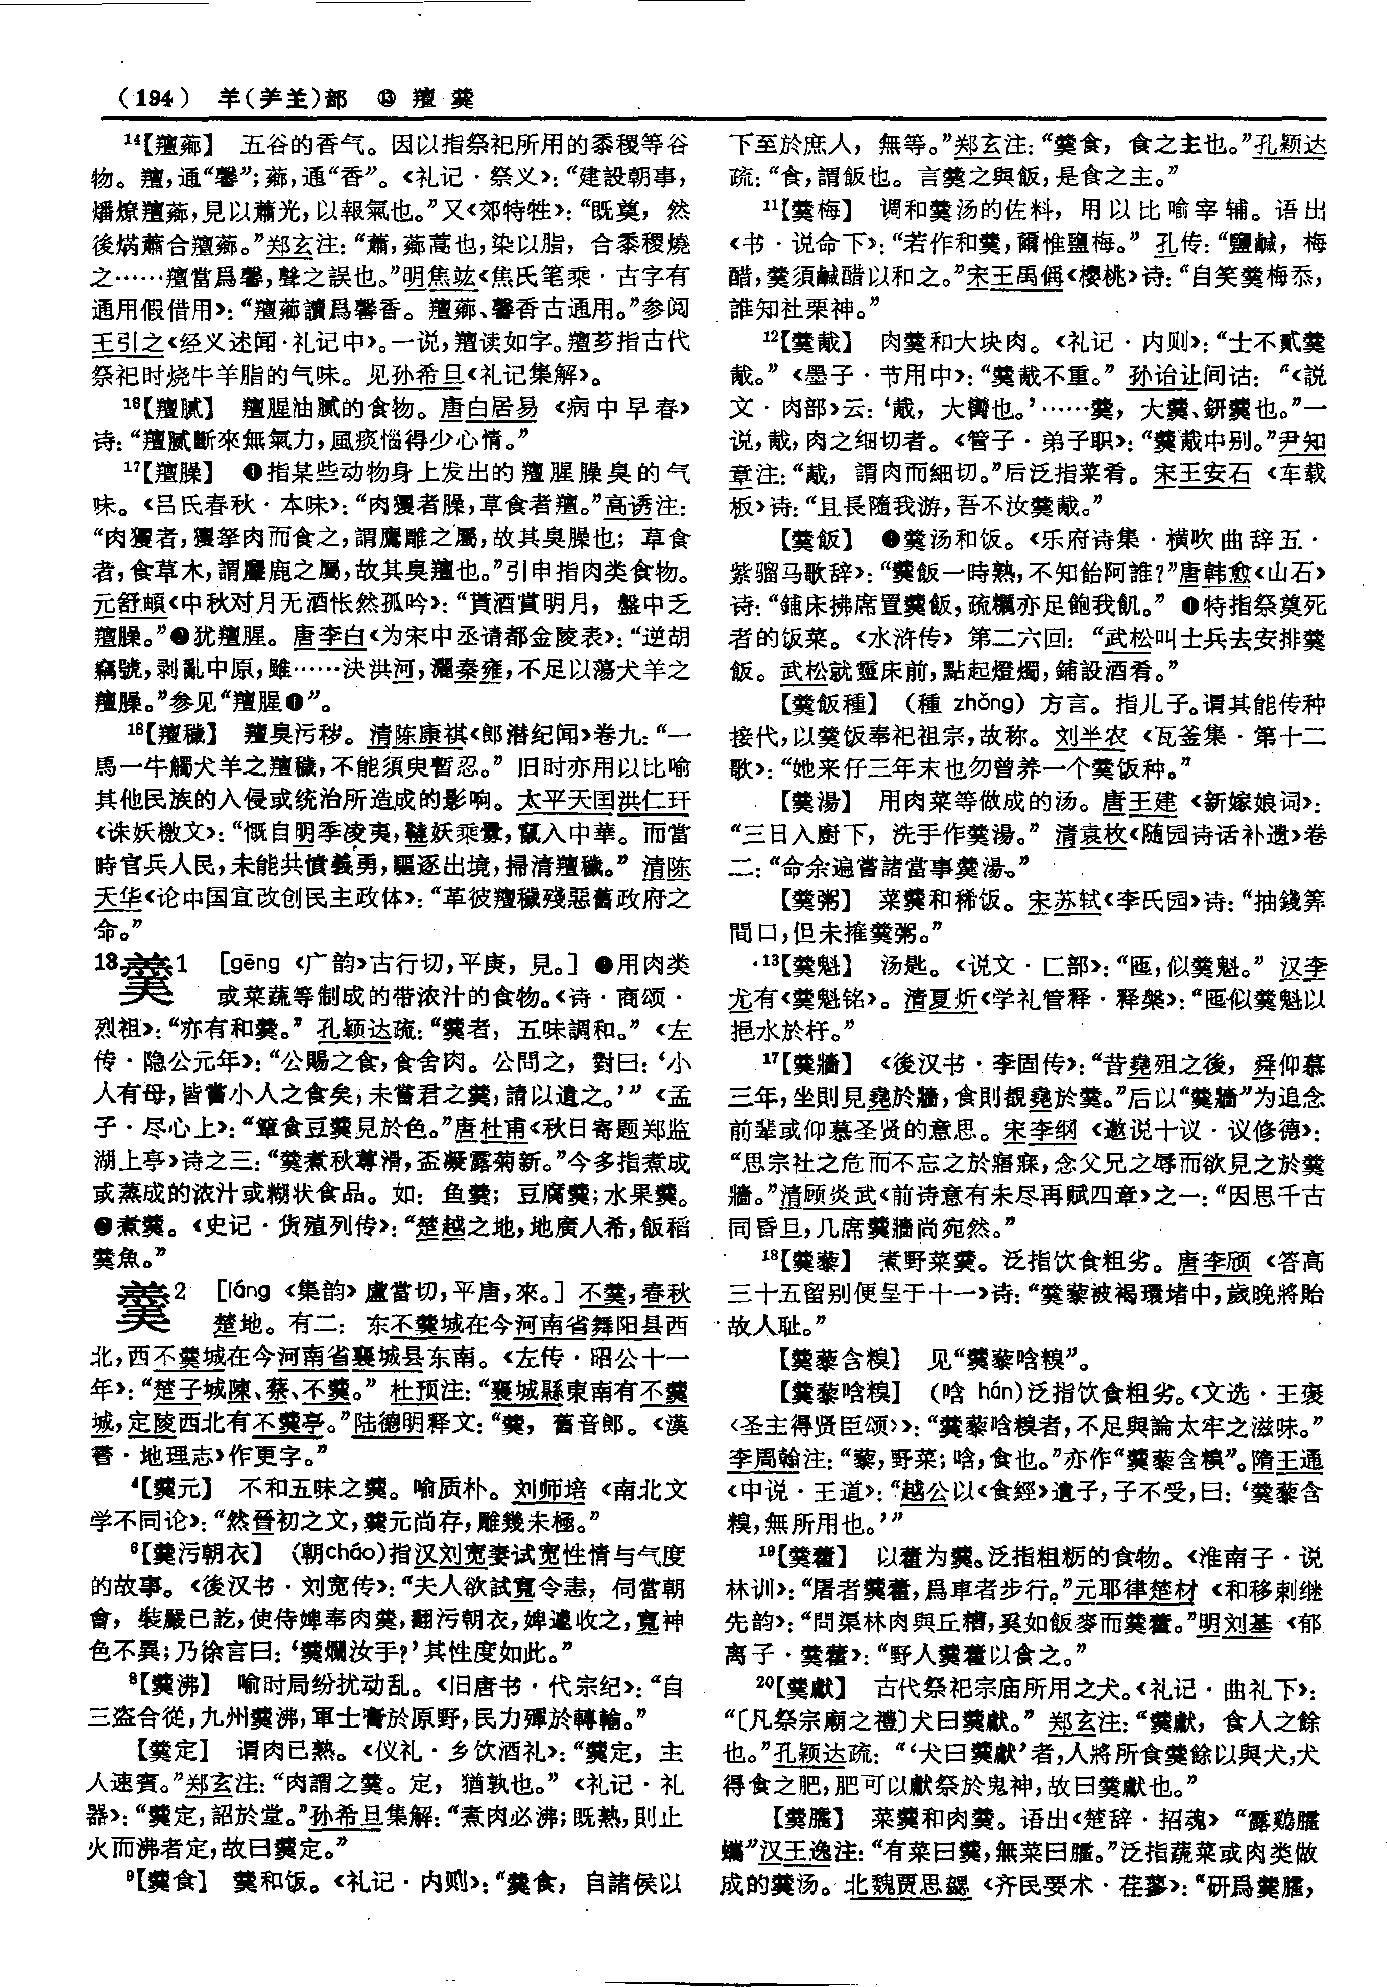 （194） 羊(⺶⺷)部 ⑬ 羶 羹
¹⁴【羶薌】 五谷的香气。因以指祭祀所用的黍稷等谷
物。羶,通“馨”;薌,通“香”。《礼记·祭义》:“建設朝事,
燔燎羶薌,見以蕭光,以報氣也。”又《郊特牲》:“既奠，然
後焫蕭合羶薌。”郑玄注:“蕭,薌蒿也,染以脂，合黍稷燒
之……羶當爲馨,聲之誤也。”明焦竑《焦氏笔乘·古字有
通用假借用》:“羶薌讀爲馨香。羶薌、馨香古通用。”参阅
王引之《经义述闻·礼记中》。一说,羶读如字。羶芗指古代
祭祀时烧牛羊脂的气味。见孙希旦《礼记集解》。
¹⁶【羶膩】 羶腥油腻的食物。唐白居易《病中早春》
诗:“羶膩斷來無氣力,風痰惱得少心情。”
¹⁷【羶臊】 ❶指某些动物身上发出的羶腥臊臭的气
味。《吕氏春秋·本味》:“肉玃者臊,草食者羶。”高诱注:
“肉玃者,玃拏肉而食之,謂鷹雕之屬,故其臭臊也；草食
者,食草木,謂麞鹿之屬,故其臭羶也。”引申指肉类食物。
元舒頔《中秋对月无酒怅然孤吟》:“貰酒賞明月，盤中乏
羶臊。”❷犹羶腥。唐李白《为宋中丞请都金陵表》:“逆胡
竊號,剥亂中原,雖……決洪河,灑秦雍,不足以蕩犬羊之
羶臊。”参见“羶腥❶”。
¹⁸【羶穢】 羶臭污秽。清陈康祺《郎潜纪闻》卷九:“一
馬一牛觸犬羊之羶穢,不能須臾暫忍。”旧时亦用以比喻
其他民族的入侵或统治所造成的影响。太平天国洪仁玕
《诛妖檄文》:“慨自明季凌夷,韃妖乘釁,竄入中華。而當
時官兵人民,未能共憤義勇,驅逐出境,掃清羶穢。”清陈
天华《论中国宜改创民主政体》:“革彼羶穢殘惡舊政府之
命。”
13羹1 [gēng《广韵》古行切,平庚，見。] ❶用肉类
或菜蔬等制成的带浓汁的食物。《诗·商颂·
烈祖》:“亦有和羹。”孔颖达疏:“羹者，五味調和。”《左
传·隐公元年》:“公賜之食,食舍肉。公問之，對曰:‘小
人有母,皆嘗小人之食矣;未嘗君之羹,請以遺之。’”《孟
子·尽心上》:“簞食豆羹見於色。”唐杜甫《秋日寄题郑监
湖上亭》诗之三:“羹煮秋蓴滑,盃凝露菊新。”今多指煮成
或蒸成的浓汁或糊状食品。如：鱼羹；豆腐羹;水果羹。
❷煮羹。《史记·货殖列传》:“楚越之地,地廣人希,飯稻
羹魚。”
羹2 [láng《集韵》盧當切,平唐,來。] 不羹,春秋
楚地。有二：东不羹城在今河南省舞阳县西
北,西不羹城在今河南省襄城县东南。《左传·昭公十一
年》:“楚子城陳、蔡、不羹。”杜预注:“襄城縣東南有不羹
城,定陵西北有不羹亭。”陆德明释文:“羹，舊音郎。《漢
書·地理志》作更字。”
⁴【羹元】 不和五味之羹。喻质朴。刘师培《南北文
学不同论》:“然晉初之文,羹元尚存,雕幾未極。”
⁶【羹污朝衣】 (朝cháo)指汉刘宽妻试宽性情与气度
的故事。《後汉书·刘宽传》:“夫人欲試寬令恚，伺當朝
會，裝嚴已訖,使侍婢奉肉羹,翻污朝衣,婢遽收之,寬神
色不異;乃徐言曰:‘羹爛汝手?’其性度如此。”
⁸【羹沸】 喻时局纷扰动乱。《旧唐书·代宗纪》:“自
三盗合從,九州羹沸,軍士膏於原野,民力殫於轉輸。”
【羹定】 谓肉已熟。《仪礼·乡饮酒礼》:“羹定，主
人速賓。”郑玄注:“肉謂之羹。定，猶孰也。”《礼记·礼
器》:“羹定,詔於堂。”孙希旦集解:“煮肉必沸;既熟,則止
火而沸者定,故曰羹定。”
⁹【羹食】 羹和饭。《礼记·内则》:“羹食，自諸侯以
下至於庶人，無等。”郑玄注:“羹食，食之主也。”孔颖达
疏:“食,謂飯也。言羹之與飯,是食之主。”
¹¹【羹梅】 调和羹汤的佐料，用以比喻宰辅。语出
《书·说命下》:“若作和羹,爾惟鹽梅。”孔传:“鹽鹹，梅
醋,羹須鹹醋以和之。”宋王禹偁《樱桃》诗:“自笑羹梅忝,
誰知社栗神。”
¹²【羹胾】 肉羹和大块肉。《礼记·内则》:“士不貳羹
胾。”《墨子·节用中》:“羹胾不重。”孙诒让间诂：“《説
文·肉部》云:‘胾，大臠也。’……羹，大羹、鉶羹也。”一
说,胾,肉之细切者。《管子·弟子职》:“羹胾中别。”尹知
章注:“胾，謂肉而細切。”后泛指菜肴。宋王安石《车载
板》诗:“且長隨我游,吾不汝羹胾。”
【羹飯】 ❶羹汤和饭。《乐府诗集·横吹曲辞五·
紫骝马歌辞》:“羹飯一時熟,不知飴阿誰?”唐韩愈《山石》
诗:“鋪床拂席置羹飯,疏糲亦足飽我飢。” ❷特指祭奠死
者的饭菜。《水浒传》第二六回：“武松叫士兵去安排羹
飯。武松就靈床前,點起燈燭,鋪設酒肴。”
【羹飯種】 (種 zhǒng) 方言。指儿子。谓其能传种
接代,以羹饭奉祀祖宗,故称。刘半农《瓦釜集·第十二
歌》:“她来仔三年末也勿曾养一个羹饭种。”
【羹湯】 用肉菜等做成的汤。唐王建《新嫁娘词》:
“三日入廚下，洗手作羹湯。”清袁枚《随园诗话补遗》卷
二:“命余遍嘗諸當事羹湯。”
【羹粥】 菜羹和稀饭。宋苏轼《李氏园》诗:“抽錢筭
間口,但未搉羹粥。”
¹³【羹魁】 汤匙。《说文·匚部》:“匜,似羹魁。”汉李
尤有《羹魁铭》。清夏炘《学礼管释·释槃》:“匜似羹魁以
挹水於杅。”
¹⁷【羹牆】 《後汉书·李固传》:“昔堯殂之後，舜仰慕
三年,坐則見堯於牆,食則覩堯於羹。”后以“羹牆”为追念
前辈或仰慕圣贤的意思。宋李纲《邀说十议·议修德》:
“思宗社之危而不忘之於寤寐,念父兄之辱而欲見之於羹
牆。”清顾炎武《前诗意有未尽再赋四章》之一:“因思千古
同昏旦,几席羹牆尚宛然。”
¹⁸【羹藜】 煮野菜羹。泛指饮食粗劣。唐李颀《答高
三十五留别便呈于十一》诗:“羹藜被褐環堵中,歲晚將貽
故人耻。”
【羹藜含糗】 见“羹藜唅糗”。
【羹藜唅糗】 (唅 hán)泛指饮食粗劣。《文选·王褒
〈圣主得贤臣颂〉》:“羹藜唅糗者,不足與論太牢之滋味。”
李周翰注:“藜,野菜;唅,食也。”亦作“羹藜含糗”。隋王通
《中说·王道》:“越公以《食經》遺子,子不受,曰:‘羹藜含
糗,無所用也。’”
¹⁹【羹藿】 以藿为羹。泛指粗粝的食物。《淮南子·说
林训》:“屠者羹藿,爲車者步行。”元耶律楚材《和移剌继
先韵》:“問渠林肉與丘糟,奚如飯麥而羹藿。”明刘基《郁
离子·羹藿》:“野人羹藿以食之。”
²⁰【羹獻】 古代祭祀宗庙所用之犬。《礼记·曲礼下》:
“〔凡祭宗廟之禮〕犬曰羹獻。”郑玄注:“羹獻，食人之餘
也。”孔颖达疏：“‘犬曰羹獻’者,人將所食羹餘以與犬,犬
得食之肥,肥可以獻祭於鬼神,故曰羹獻也。”
【羹臛】 菜羹和肉羹。语出《楚辞·招魂》“露鷄臛
蠵”汉王逸注:“有菜曰羹,無菜曰臛。”泛指蔬菜或肉类做
成的羹汤。北魏贾思勰《齐民要术·荏蓼》:“研爲羹臛,